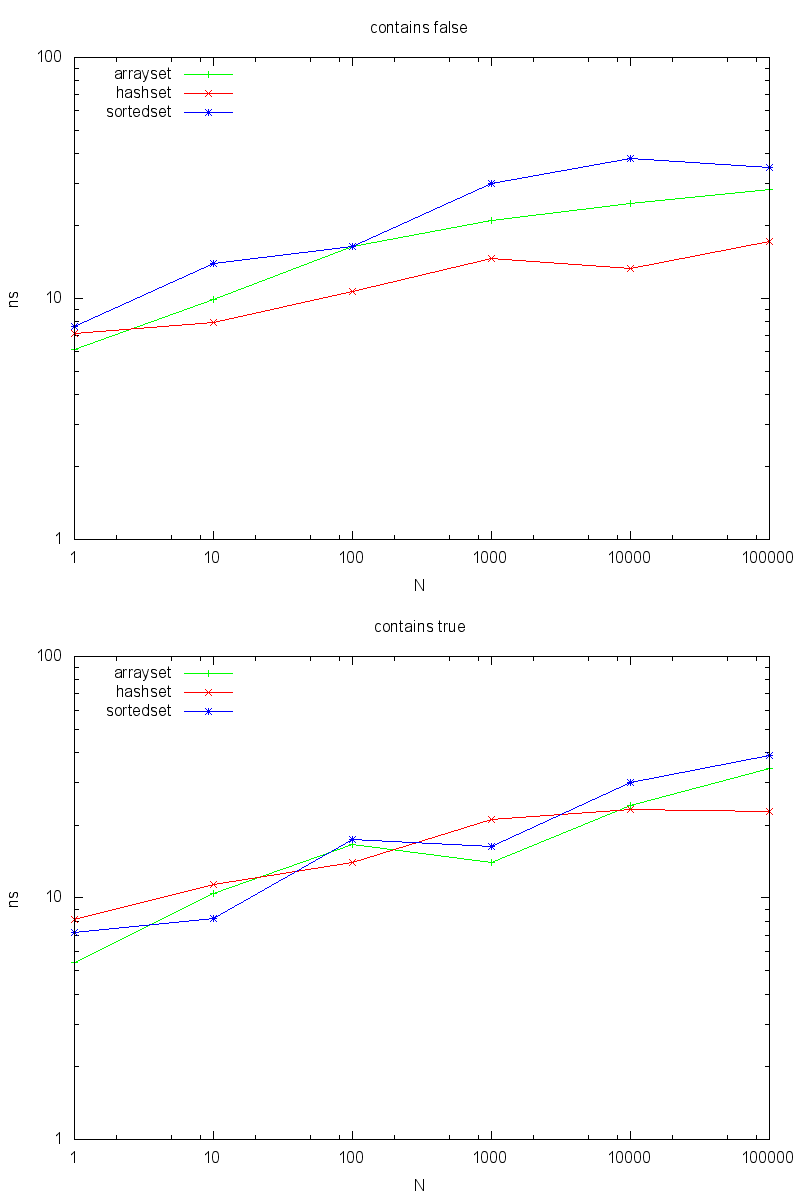 contains false
100
arrayset
hashset
sortedset
ns
10
1
1 10 100 1000 10000 100000
N
contains true
100
arrayset
hashset
sortedset
ns
10
1
1 10 100 1000 10000 100000
N